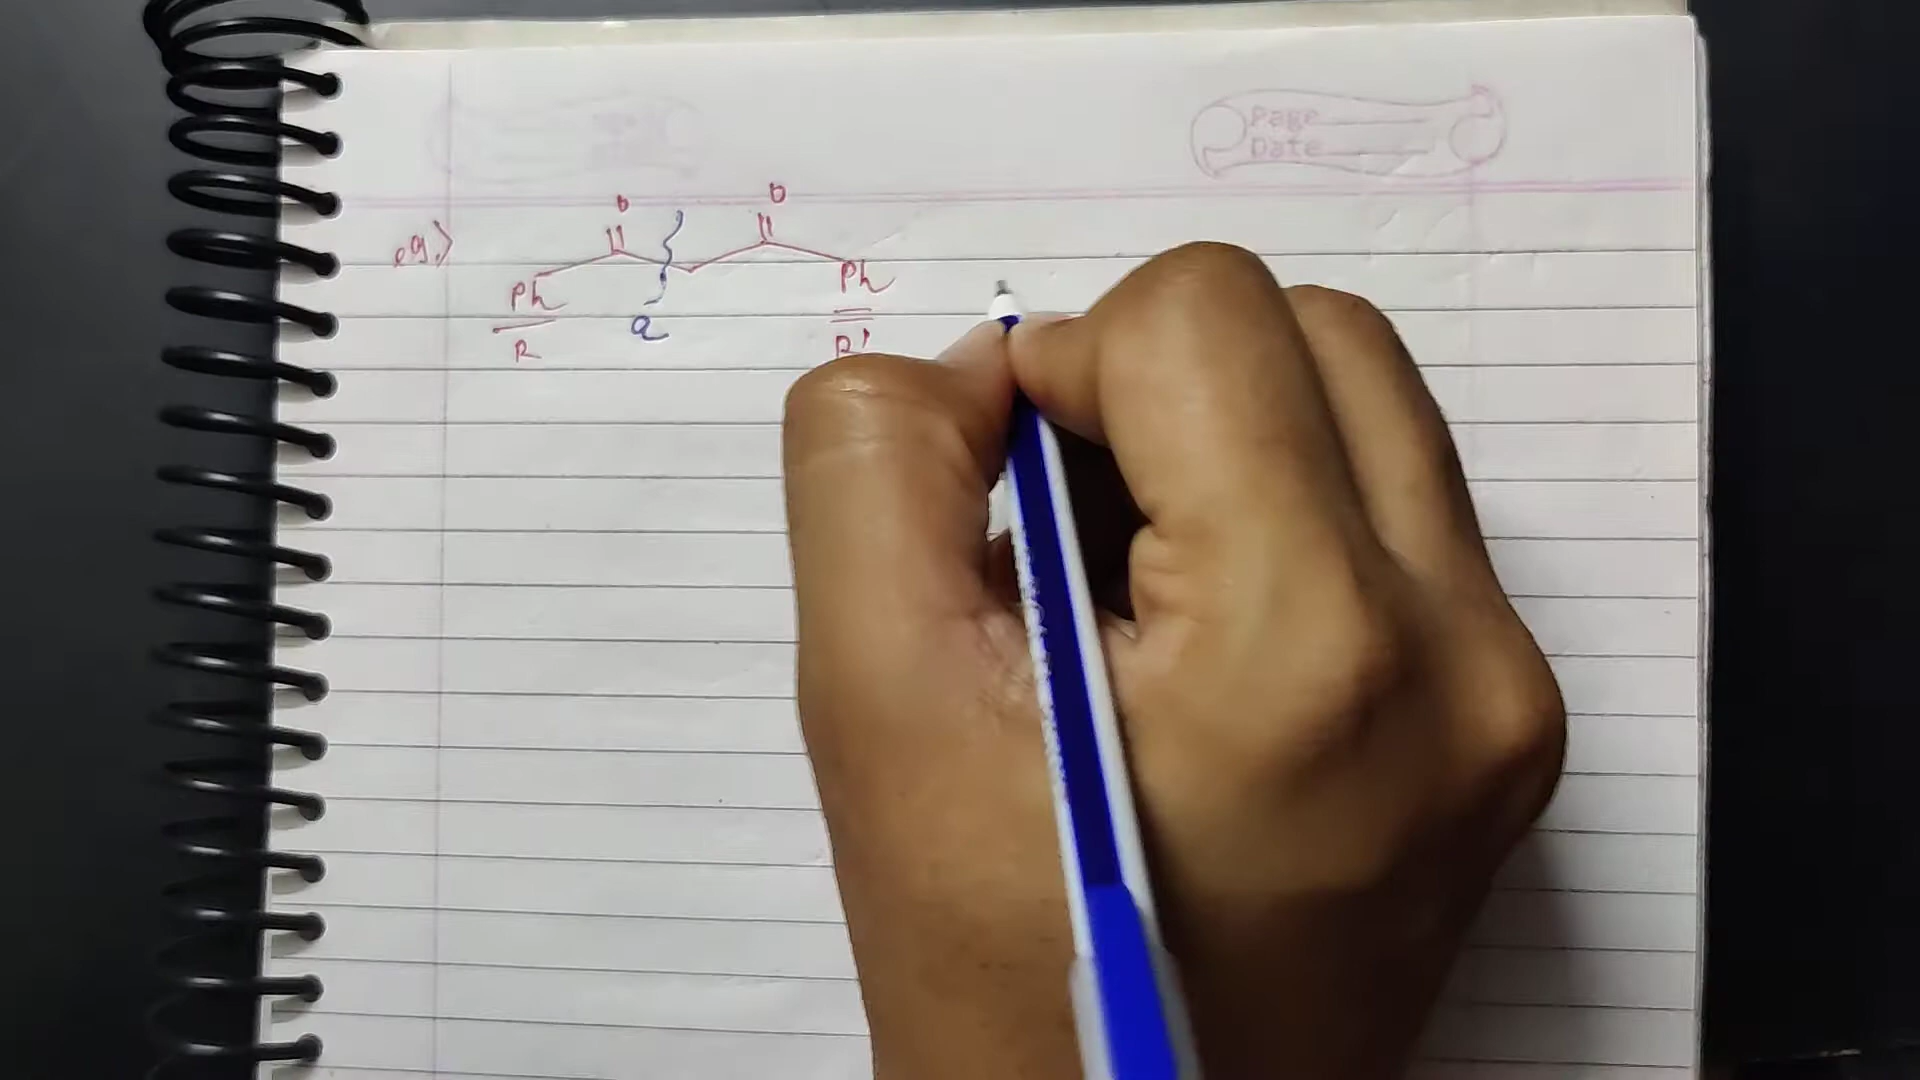 Page
Date
O O
eg.>
Ph Ph
a
R R'